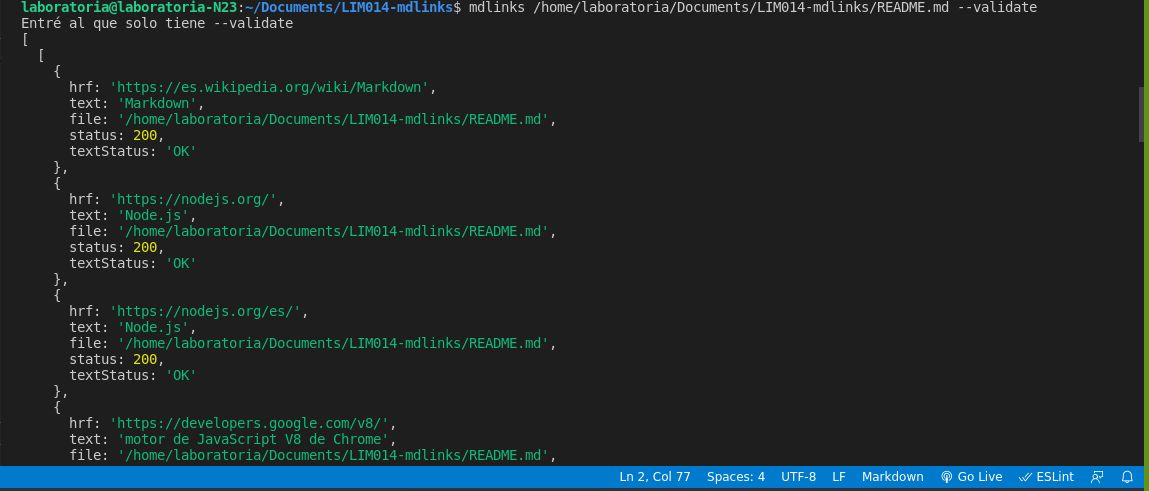 laboratoria@laboratoria-N23:~/Documents/LIM014-mdlinks$ mdlinks /home/laboratoria/Documents/LIM014-mdlinks/README.md --validate
Entré al que solo tiene --validate
[
  [
    {
      hrf: 'https://es.wikipedia.org/wiki/Markdown',
      text: 'Markdown',
      file: '/home/laboratoria/Documents/LIM014-mdlinks/README.md',
      status: 200,
      textStatus: 'OK'
    },
    {
      hrf: 'https://nodejs.org/',
      text: 'Node.js',
      file: '/home/laboratoria/Documents/LIM014-mdlinks/README.md',
      status: 200,
      textStatus: 'OK'
    },
    {
      hrf: 'https://nodejs.org/es/',
      text: 'Node.js',
      file: '/home/laboratoria/Documents/LIM014-mdlinks/README.md',
      status: 200,
      textStatus: 'OK'
    },
    {
      hrf: 'https://developers.google.com/v8/',
      text: 'motor de JavaScript V8 de Chrome',
      file: '/home/laboratoria/Documents/LIM014-mdlinks/README.md',
Ln 2, Col 77 Spaces: 4 UTF-8 LF Markdown Go Live ESLint